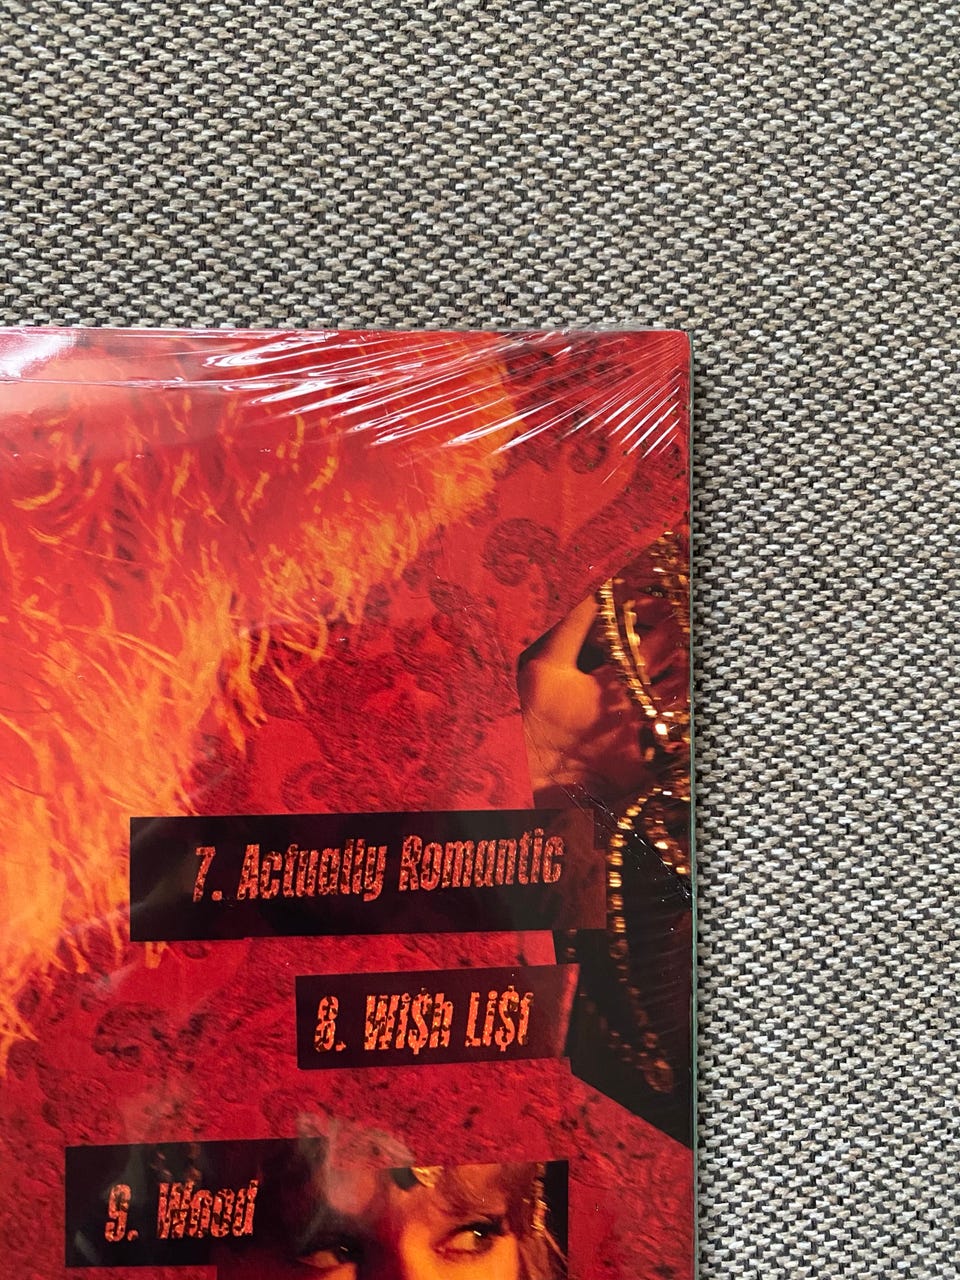 7. Actually Romantic
8. Wi$h Li$t
9. Wood